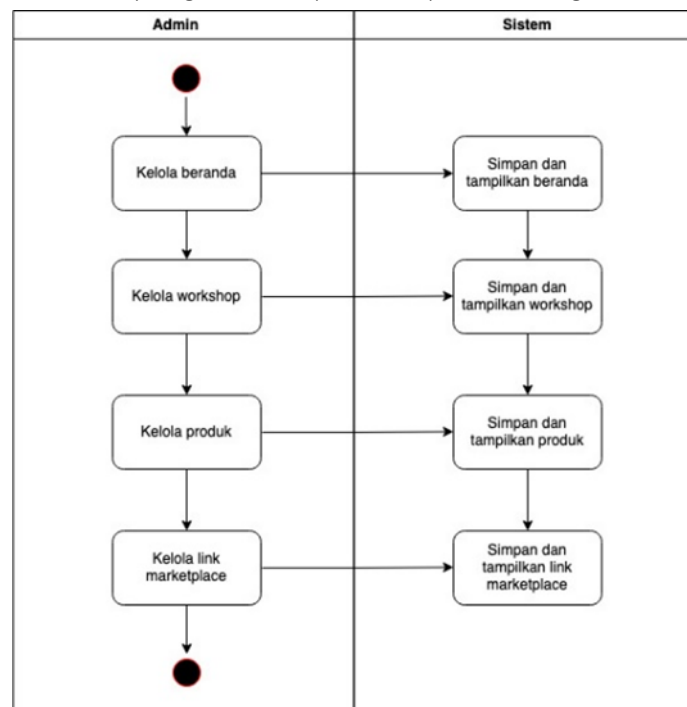 Admin
Sistem
Kelola beranda
Simpan dan
tampilkan beranda
Kelola workshop
Simpan dan
tampilkan workshop
Kelola produk
Simpan dan
tampilkan produk
Kelola link
marketplace
Simpan dan
tampilkan link
marketplace